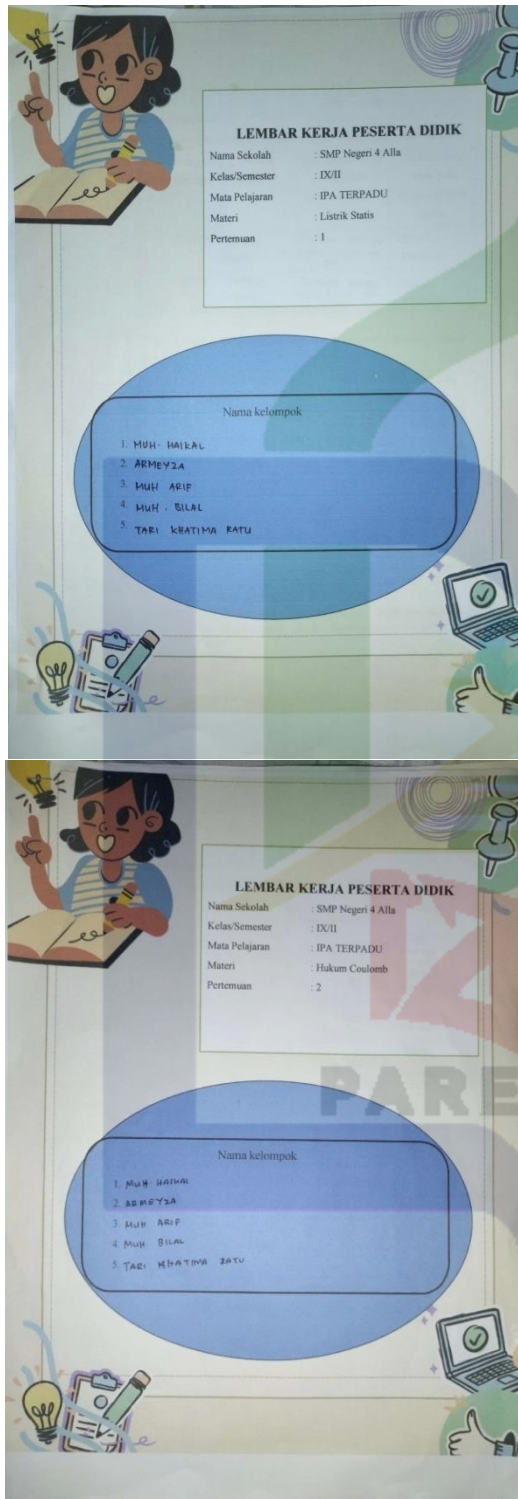 LEMBAR KERJA PESERTA DIDIK
Nama Sekolah : SMP Negeri 4 Alla
Kelas/Semester : IX/II
Mata Pelajaran : IPA TERPADU
Materi : Listrik Statis
Pertemuan : 1
Nama kelompok
1. MUH. HAIKAL
2. ARMEYZA
3. MUH ARIF
4. MUH. BILAL
5. TARI KHATIMA RATU
LEMBAR KERJA PESERTA DIDIK
Nama Sekolah : SMP Negeri 4 Alla
Kelas/Semester : IX/II
Mata Pelajaran : IPA TERPADU
Materi : Hukum Coulomb
Pertemuan : 2
PARE
Nama kelompok
1. MUH HAIKAL
2. ARMEYZA
3. MUH ARIF
4. MUH BILAL
5. TARI KHATIMA RATU